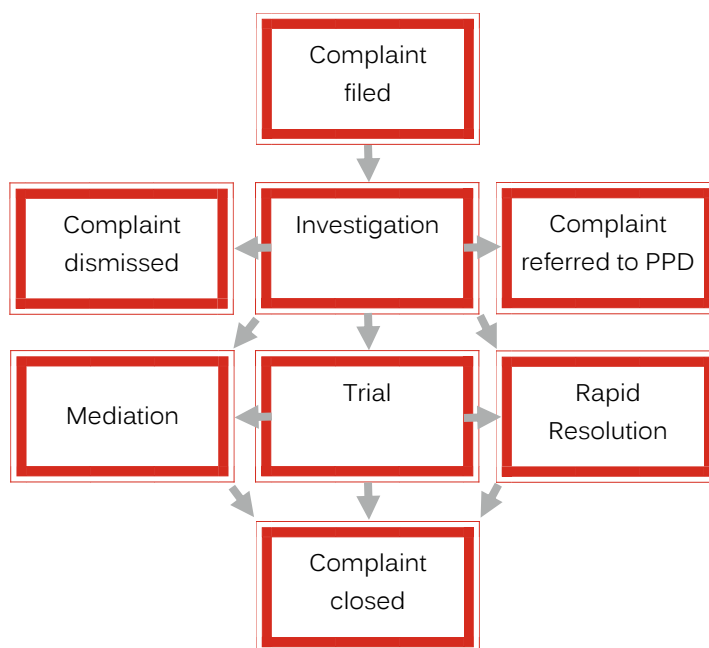 Complaint
filed
Complaint
dismissed
Investigation
Complaint
referred to PPD
Mediation
Trial
Rapid
Resolution
Complaint
closed